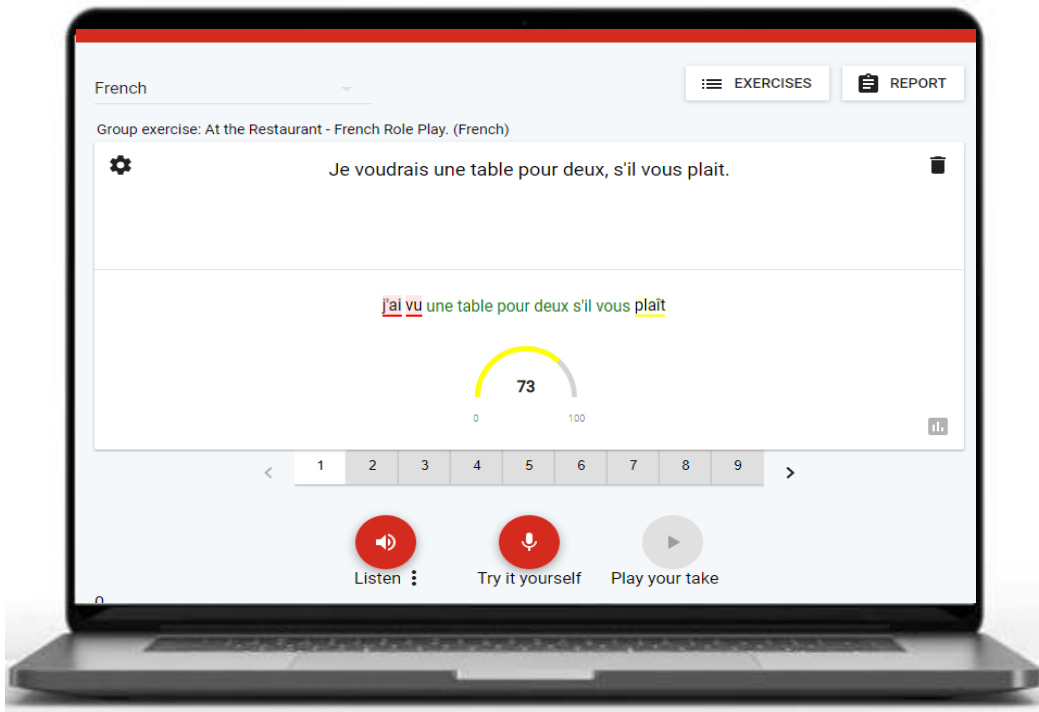 French
EXERCISES
REPORT
Group exercise: At the Restaurant - French Role Play. (French)
Je voudrais une table pour deux, s'il vous plait.
j'ai vu une table pour deux s'il vous plaît
73
0 100
1 2 3 4 5 6 7 8 9
Listen Try it yourself Play your take